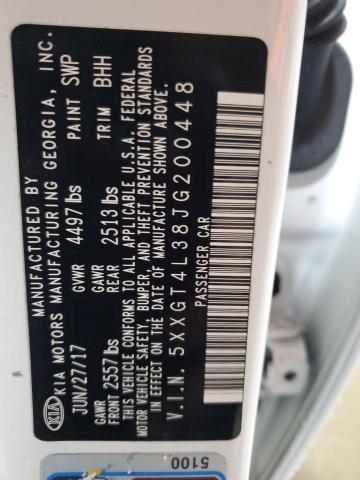 MANUFACTURED BY
KIA KIA MOTORS MANUFACTURING GEORGIA, INC.
JUN/27/17 GVWR 4497 lbs PAINT SWP
GAWR FRONT 2557 lbs GAWR REAR 2513 lbs TRIM BHH
THIS VEHICLE CONFORMS TO ALL APPLICABLE U.S.A. FEDERAL
MOTOR VEHICLE SAFETY, BUMPER, AND THEFT PREVENTION STANDARDS
IN EFFECT ON THE DATE OF MANUFACTURE SHOWN ABOVE.
V.I.N. 5XXGT4L38JG200448
PASSENGER CAR
5100